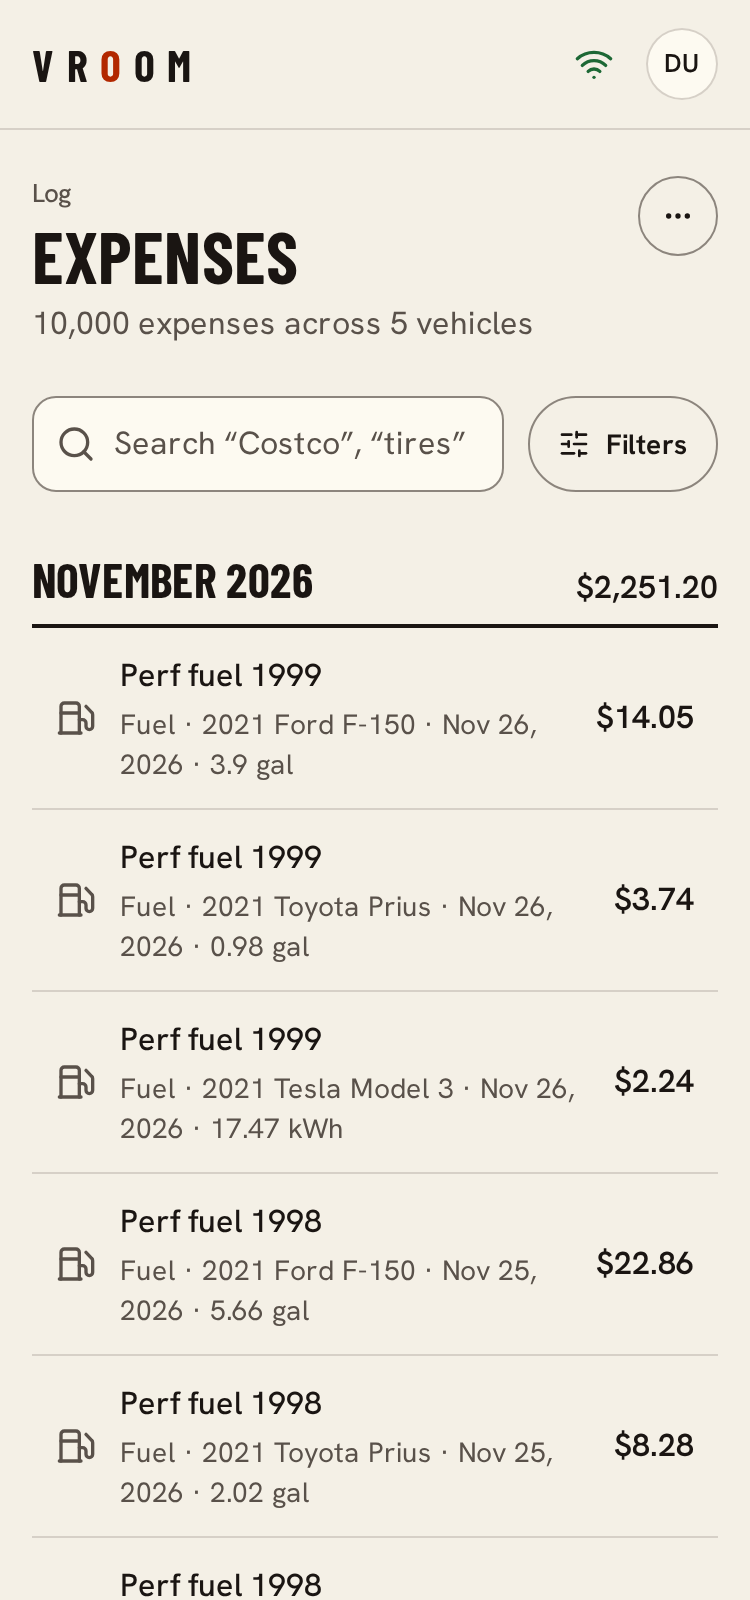 VROOM
DU
Log
...
EXPENSES
10,000 expenses across 5 vehicles
Search “Costco”, “tires”
Filters
NOVEMBER 2026
$2,251.20
Perf fuel 1999
Fuel · 2021 Ford F-150 · Nov 26,
2026 · 3.9 gal
$14.05
Perf fuel 1999
Fuel · 2021 Toyota Prius · Nov 26,
2026 · 0.98 gal
$3.74
Perf fuel 1999
Fuel · 2021 Tesla Model 3 · Nov 26,
2026 · 17.47 kWh
$2.24
Perf fuel 1998
Fuel · 2021 Ford F-150 · Nov 25,
2026 · 5.66 gal
$22.86
Perf fuel 1998
Fuel · 2021 Toyota Prius · Nov 25,
2026 · 2.02 gal
$8.28
Perf fuel 1998